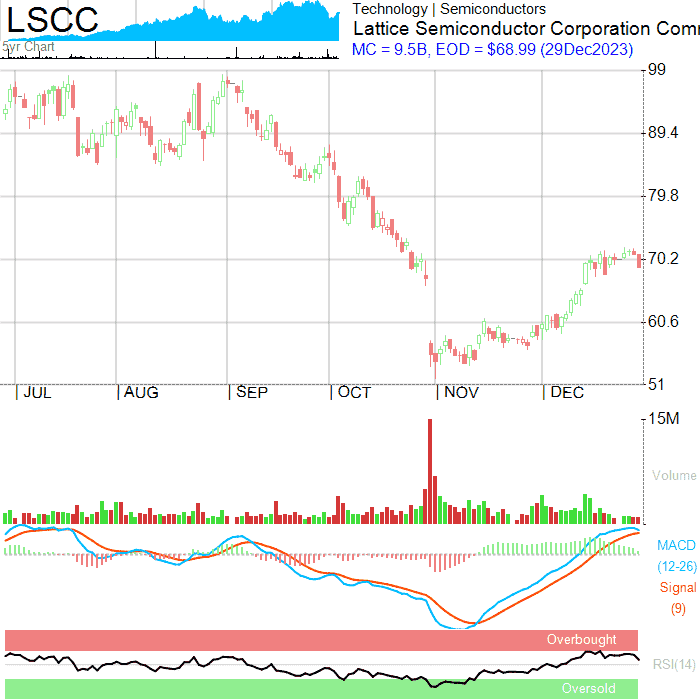 LSCC
5yr Chart
Technology | Semiconductors
Lattice Semiconductor Corporation Comm
MC = 9.5B, EOD = $68.99 (29Dec2023)
99
89.4
79.8
70.2
60.6
51
JUL
AUG
SEP
OCT
NOV
DEC
15M
Volume
MACD
(12-26)
Signal
(9)
Overbought
RSI(14)
Oversold